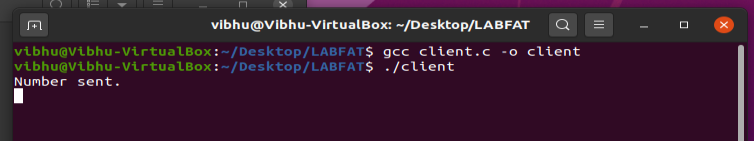 vibhu@Vibhu-VirtualBox: ~/Desktop/LABFAT
vibhu@Vibhu-VirtualBox:~/Desktop/LABFAT$ gcc client.c -o client
vibhu@Vibhu-VirtualBox:~/Desktop/LABFAT$ ./client
Number sent.